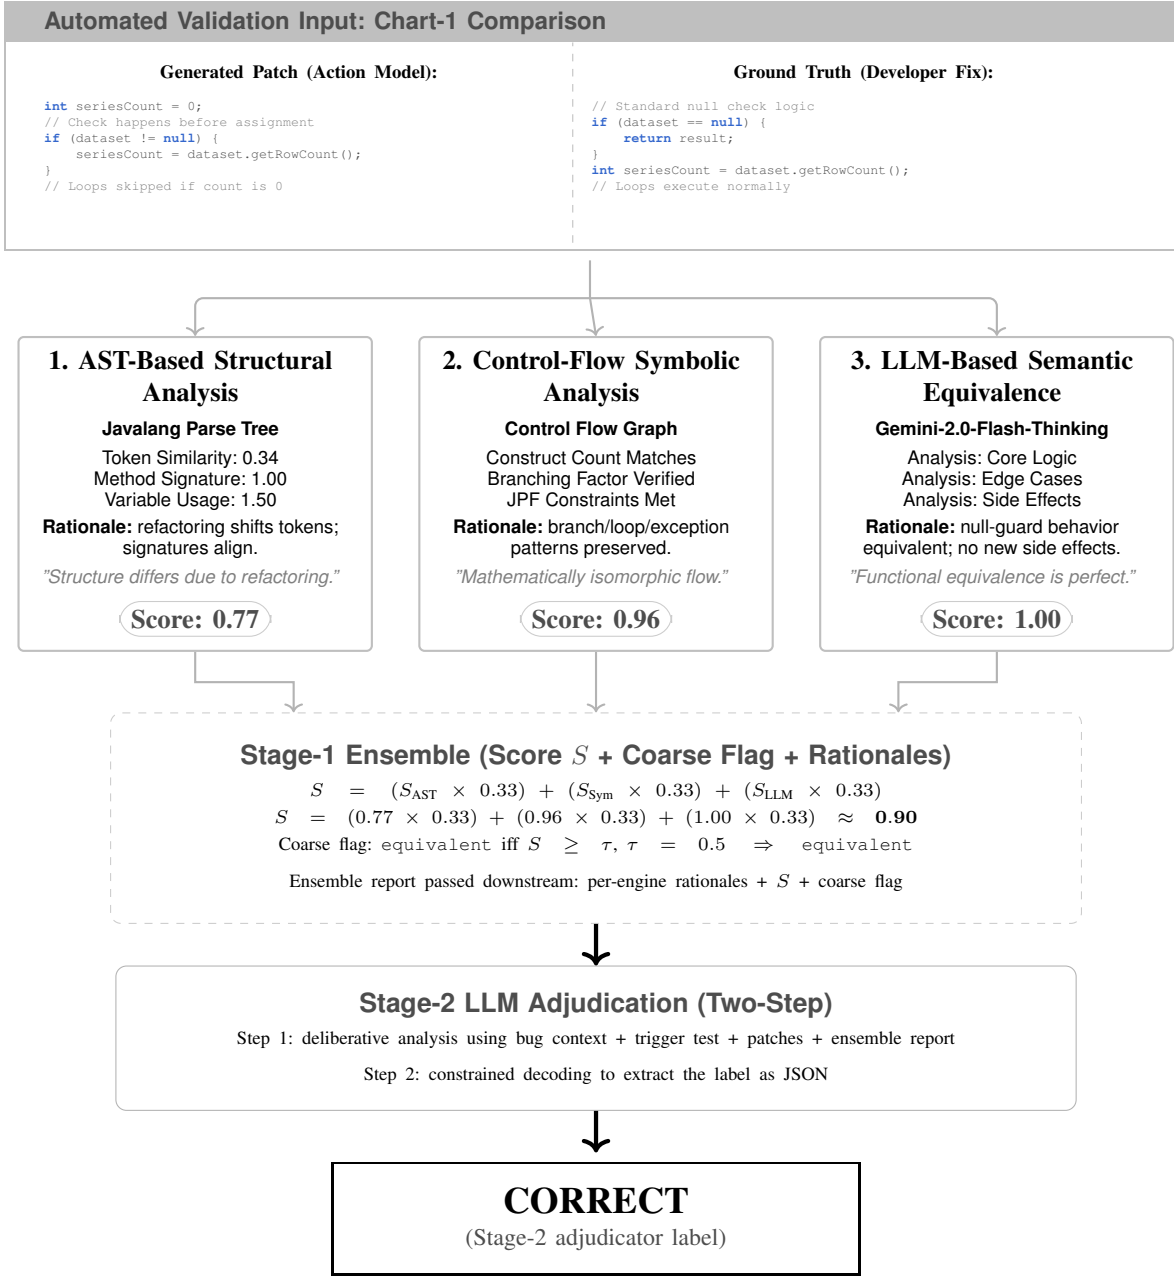 Automated Validation Input: Chart-1 Comparison
Generated Patch (Action Model):
int seriesCount = 0;
// Check happens before assignment
if (dataset != null) {
    seriesCount = dataset.getRowCount();
}
// Loops skipped if count is 0
Ground Truth (Developer Fix):
// Standard null check logic
if (dataset == null) {
    return result;
}
int seriesCount = dataset.getRowCount();
// Loops execute normally
1. AST-Based Structural
Analysis
Javalang Parse Tree
Token Similarity: 0.34
Method Signature: 1.00
Variable Usage: 1.50
Rationale: refactoring shifts tokens;
signatures align.
”Structure differs due to refactoring.”
Score: 0.77
2. Control-Flow Symbolic
Analysis
Control Flow Graph
Construct Count Matches
Branching Factor Verified
JPF Constraints Met
Rationale: branch/loop/exception
patterns preserved.
”Mathematically isomorphic flow.”
Score: 0.96
3. LLM-Based Semantic
Equivalence
Gemini-2.0-Flash-Thinking
Analysis: Core Logic
Analysis: Edge Cases
Analysis: Side Effects
Rationale: null-guard behavior
equivalent; no new side effects.
”Functional equivalence is perfect.”
Score: 1.00
Stage-1 Ensemble (Score S + Coarse Flag + Rationales)
S = (S_AST × 0.33) + (S_Sym × 0.33) + (S_LLM × 0.33)
S = (0.77 × 0.33) + (0.96 × 0.33) + (1.00 × 0.33) ≈ 0.90
Coarse flag: equivalent iff S ≥ τ, τ = 0.5 ⇒ equivalent
Ensemble report passed downstream: per-engine rationales + S + coarse flag
Stage-2 LLM Adjudication (Two-Step)
Step 1: deliberative analysis using bug context + trigger test + patches + ensemble report
Step 2: constrained decoding to extract the label as JSON
CORRECT
(Stage-2 adjudicator label)